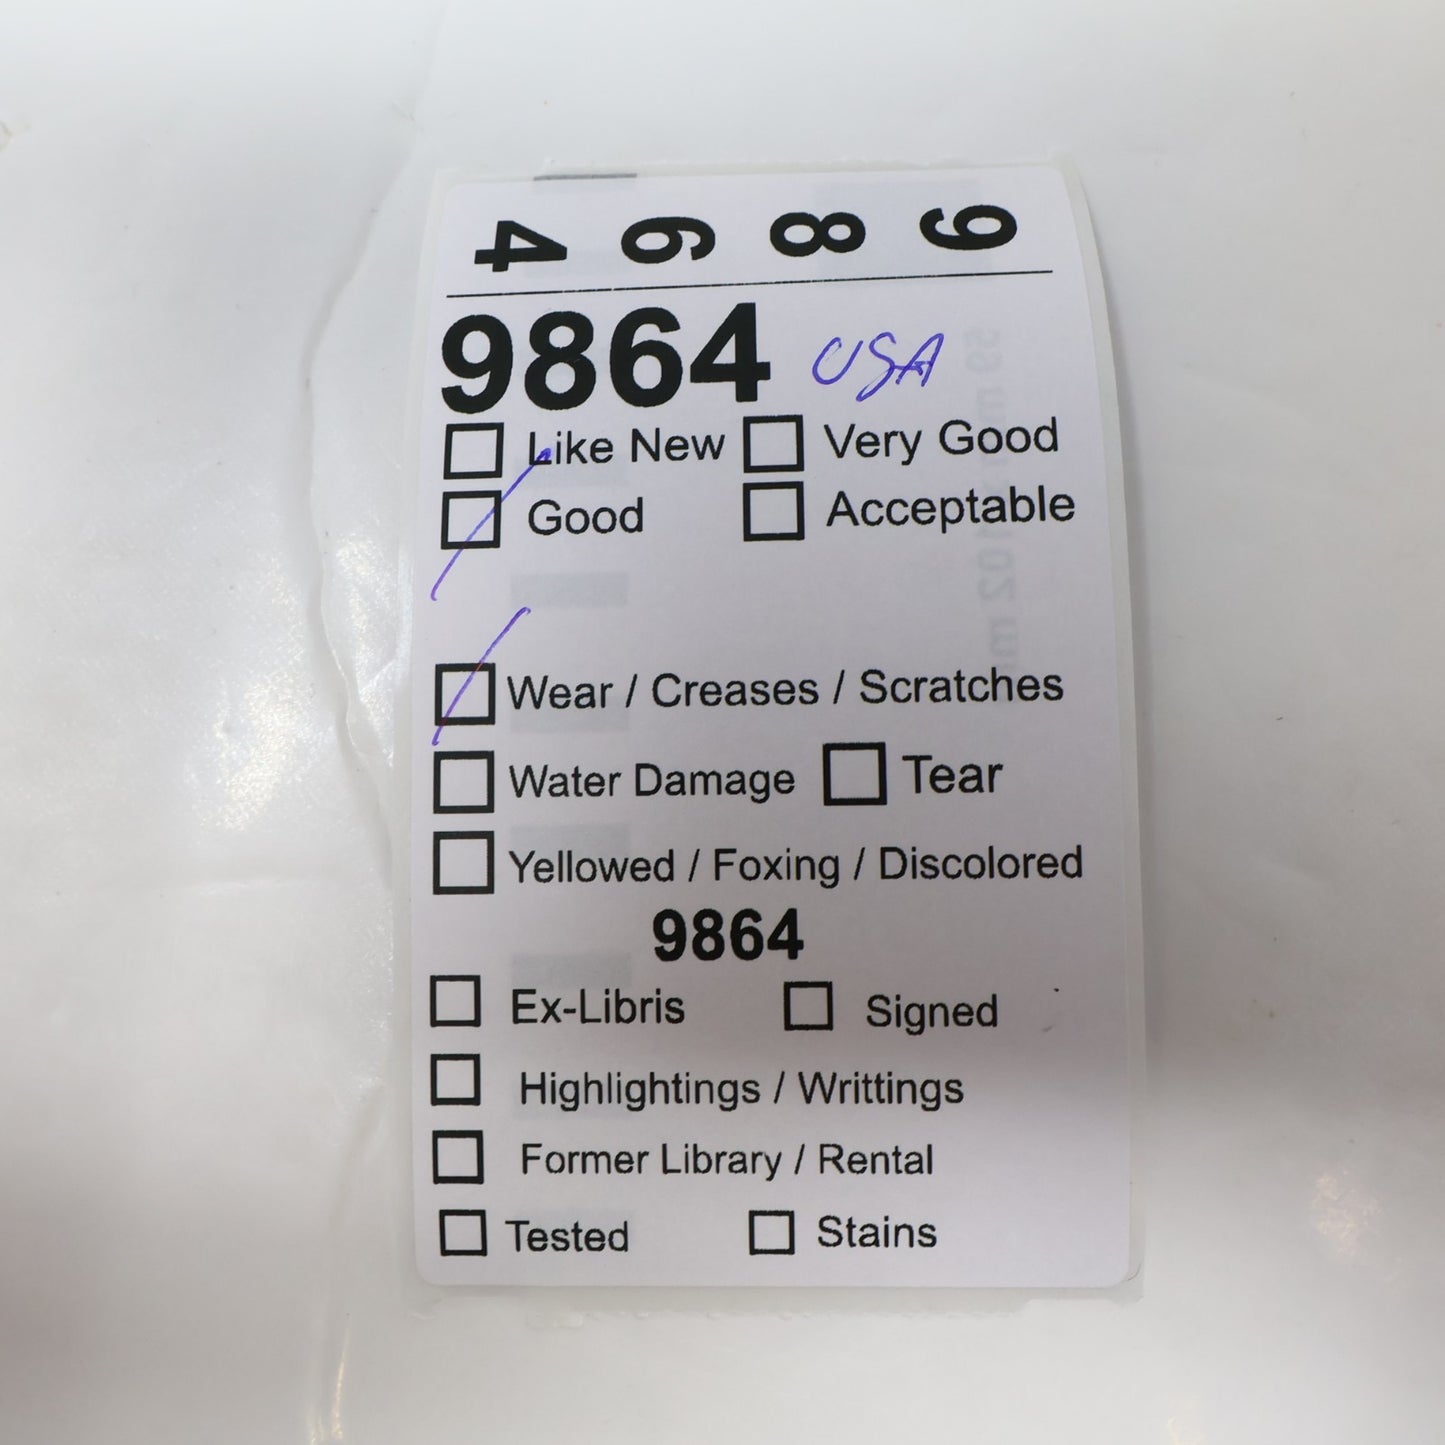 9 8 6 4
9864 USA
Like New Very Good
Good Acceptable
Wear / Creases / Scratches
Water Damage Tear
Yellowed / Foxing / Discolored
9864
Ex-Libris Signed
Highlightings / Writtings
Former Library / Rental
Tested Stains